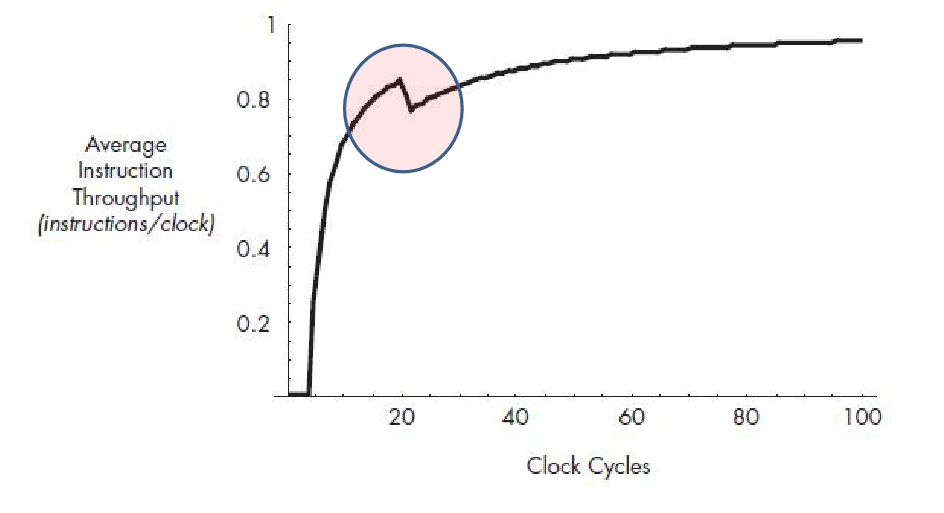 1
0.8
Average
Instruction
Throughput
(instructions/clock)
0.6
0.4
0.2
20 40 60 80 100
Clock Cycles